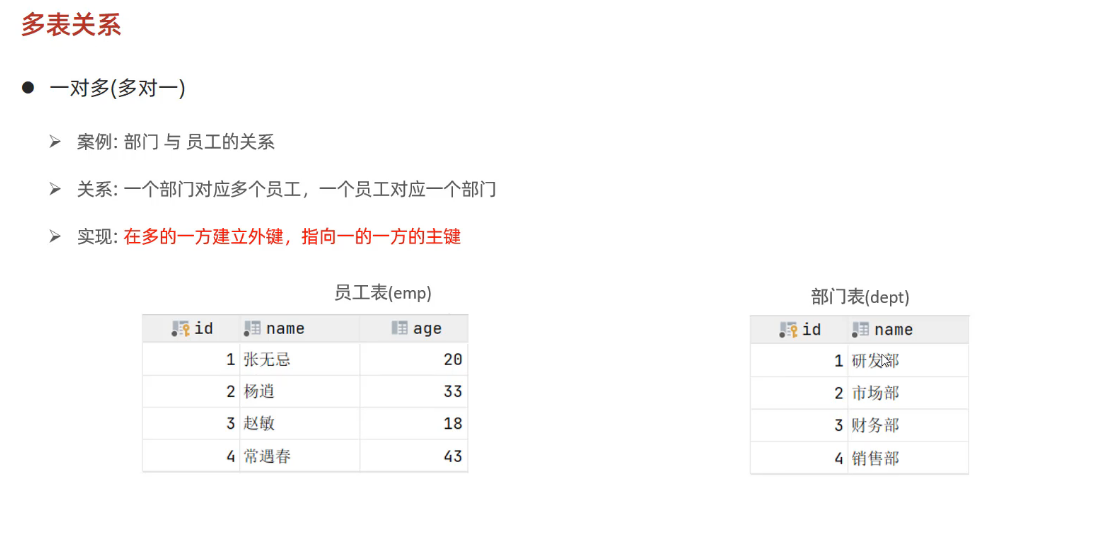 多表关系
一对多(多对一)
案例: 部门 与 员工的关系
关系: 一个部门对应多个员工，一个员工对应一个部门
实现: 在多的一方建立外键，指向一的一方的主键
员工表(emp)
id name age
1 张无忌 20
2 杨逍 33
3 赵敏 18
4 常遇春 43
部门表(dept)
id name
1 研发部
2 市场部
3 财务部
4 销售部